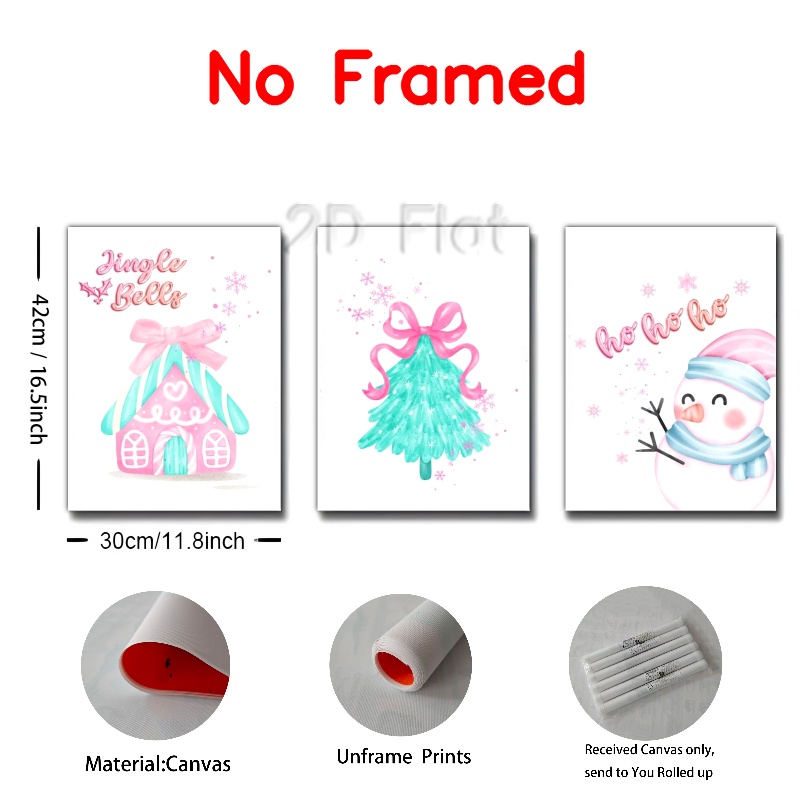 No Framed
2D Flat
Jingle
Bells
ho ho ho
42cm / 16.5inch
30cm/11.8inch
Material:Canvas
Unframe Prints
Received Canvas only,
send to You Rolled up